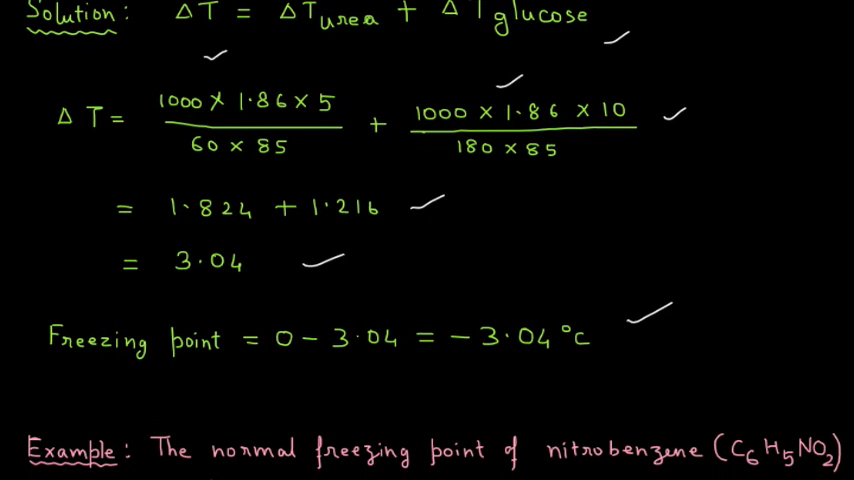 Solution: ΔT = ΔTurea + ΔTglucose
ΔT = 1000 × 1.86 × 5 / 60 × 85 + 1000 × 1.86 × 10 / 180 × 85
= 1.824 + 1.216
= 3.04
Freezing point = 0 - 3.04 = -3.04 °C
Example: The normal freezing point of nitrobenzene (C6H5NO2)